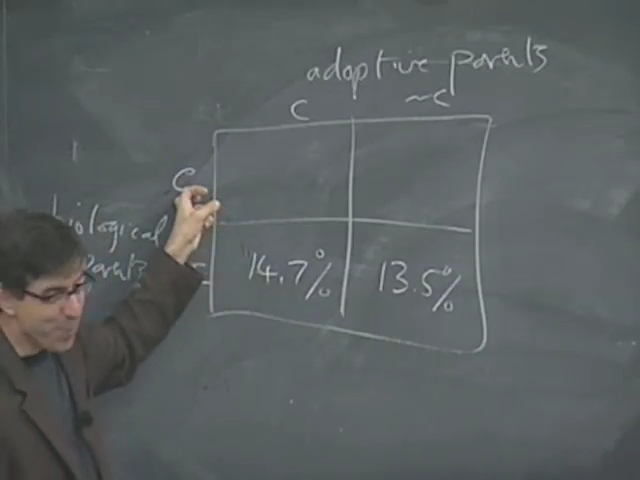 adoptive parents
C ~C
C
biological
parents
14.7% 13.5%